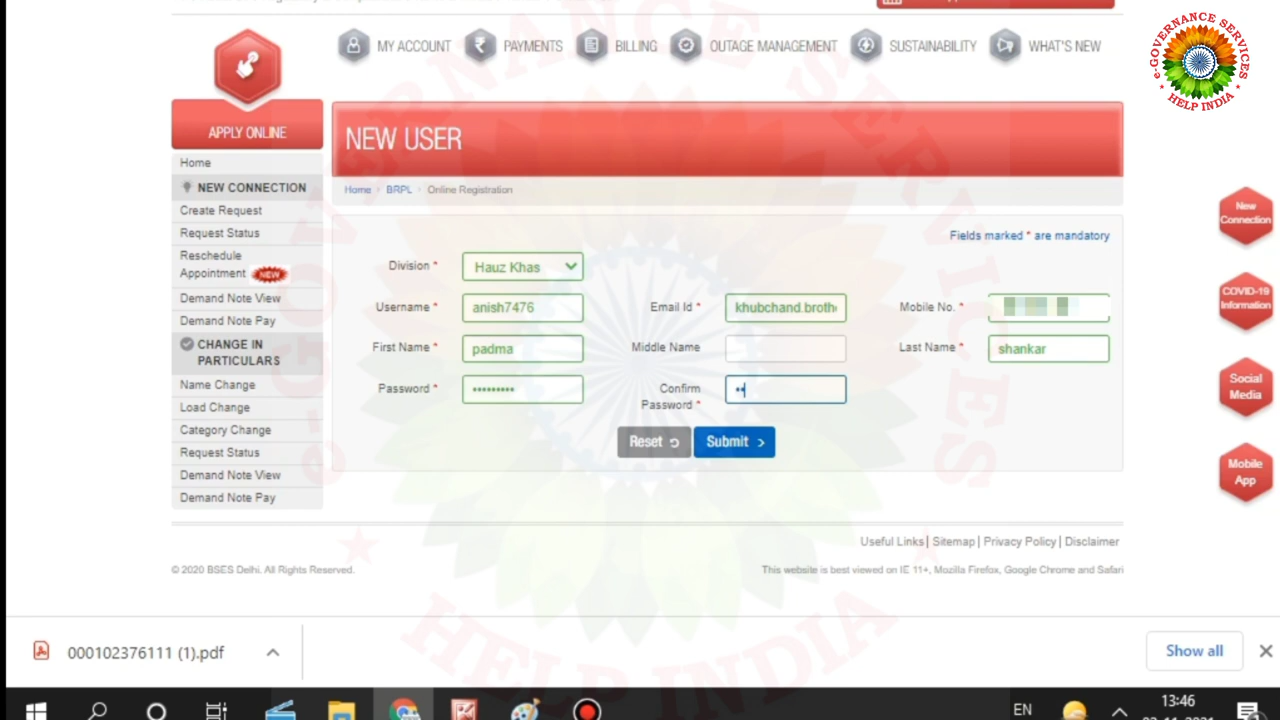 MY ACCOUNT PAYMENTS BILLING OUTAGE MANAGEMENT SUSTAINABILITY WHAT'S NEW
e-GOVERNANCE SERVICES
HELP INDIA
APPLY ONLINE
Home
NEW CONNECTION
Create Request
Request Status
Reschedule
Appointment NEW
Demand Note View
Demand Note Pay
CHANGE IN
PARTICULARS
Name Change
Load Change
Category Change
Request Status
Demand Note View
Demand Note Pay
NEW USER
Home BRPL Online Registration
Fields marked * are mandatory
Division * Hauz Khas
Username * anish7476 Email Id * khubchand.broth Mobile No. *
First Name * padma Middle Name Last Name * shankar
Password * ••••••••• Confirm
Password * ••
Reset Submit >
New
Connection
COVID-19
Information
Social
Media
Mobile
App
Useful Links| Sitemap| Privacy Policy| Disclaimer
© 2020 BSES Delhi. All Rights Reserved. This website is best viewed on IE 11+, Mozilla Firefox, Google Chrome and Safari
e-GOVERNANCE SERVICES
HELP INDIA
000102376111 (1).pdf Show all
EN 13:46